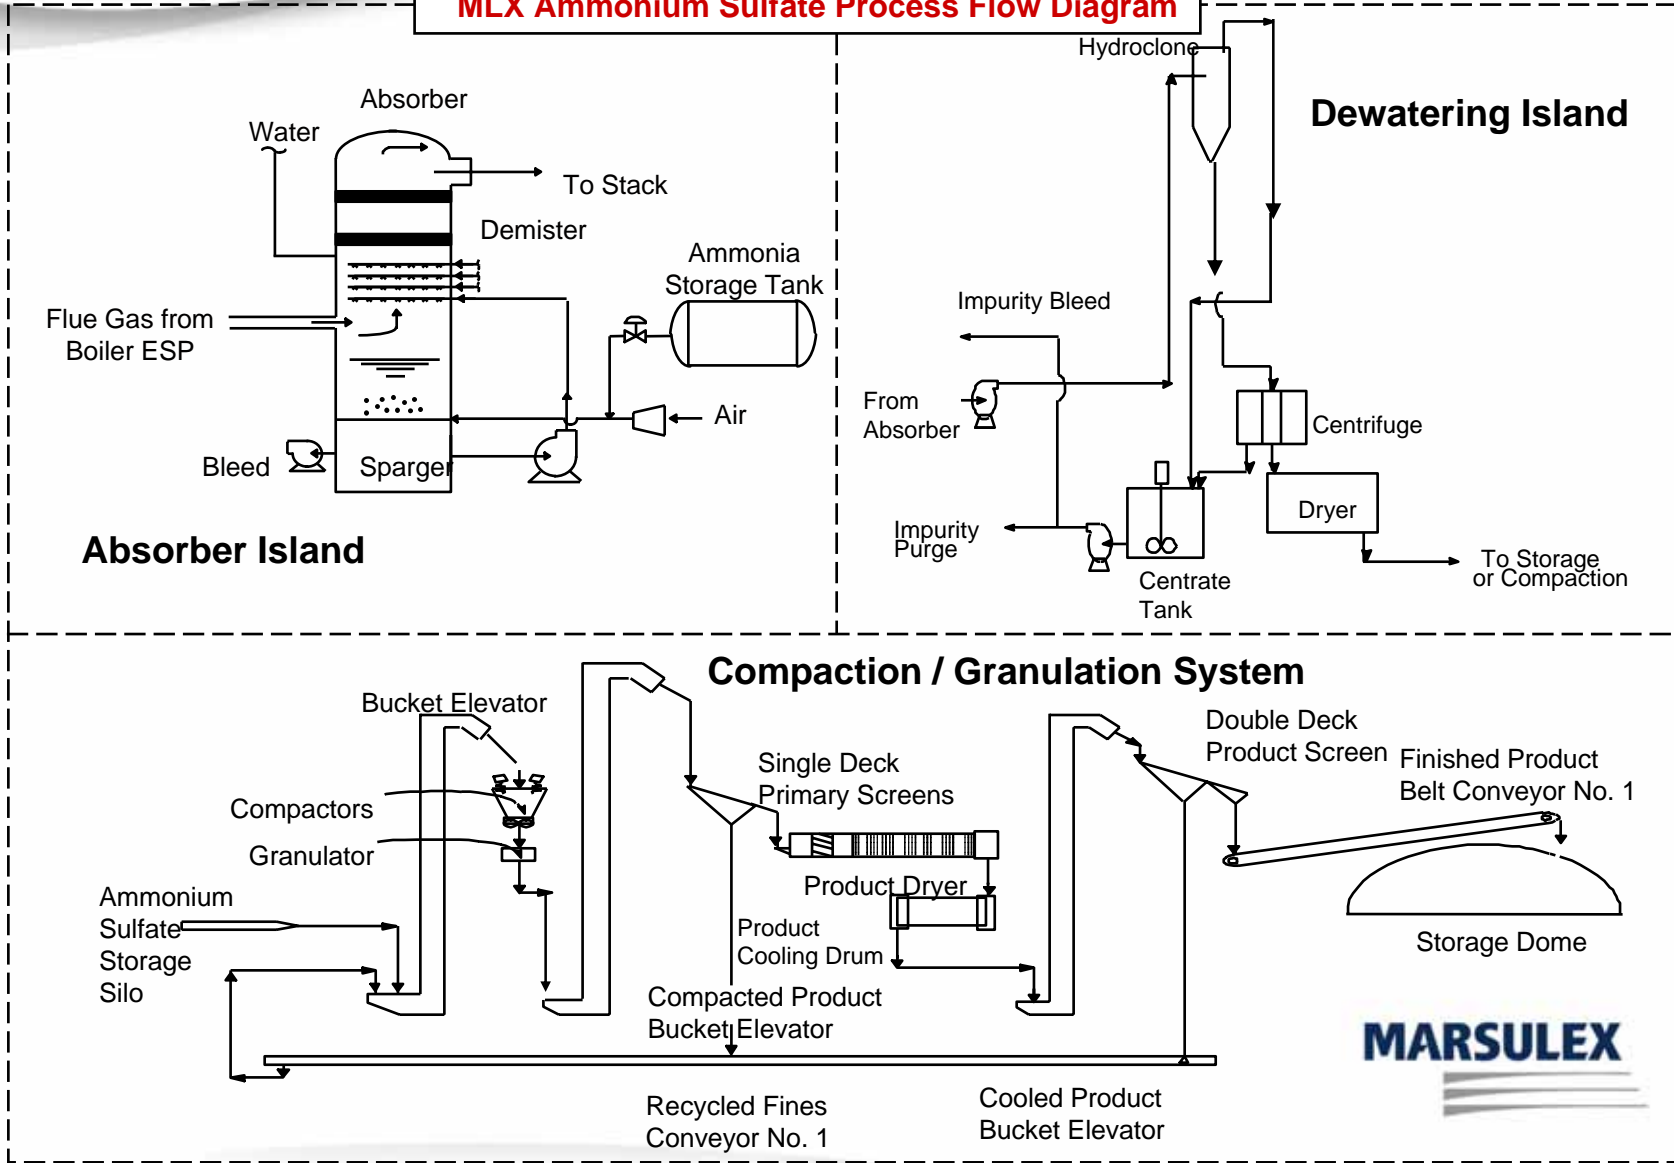 MLX Ammonium Sulfate Process Flow Diagram
Absorber
Water
To Stack
Demister
Ammonia
Storage Tank
Flue Gas from
Boiler ESP
Air
Bleed
Sparger
Absorber Island
Hydroclone
Dewatering Island
Impurity Bleed
From
Absorber
Centrifuge
Dryer
Impurity
Purge
Centrate
Tank
To Storage
or Compaction
Compaction / Granulation System
Bucket Elevator
Compactors
Granulator
Ammonium
Sulfate
Storage
Silo
Single Deck
Primary Screens
Product Dryer
Product
Cooling Drum
Compacted Product
Bucket Elevator
Double Deck
Product Screen
Finished Product
Belt Conveyor No. 1
Storage Dome
Recycled Fines
Conveyor No. 1
Cooled Product
Bucket Elevator
MARSULEX